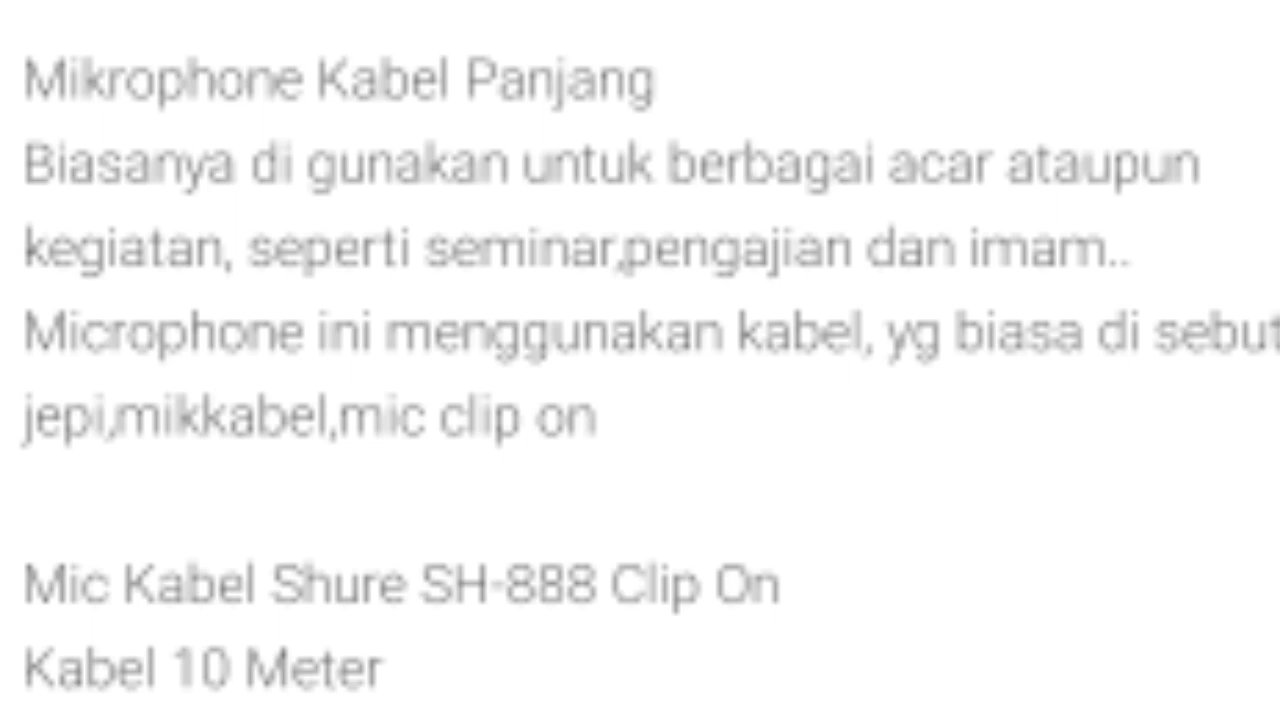 Mikrophone Kabel Panjang
Biasanya di gunakan untuk berbagai acar ataupun
kegiatan, seperti seminar,pengajian dan imam..
Microphone ini menggunakan kabel, yg biasa di sebut
jepi,mikkabel,mic clip on
Mic Kabel Shure SH-888 Clip On
Kabel 10 Meter